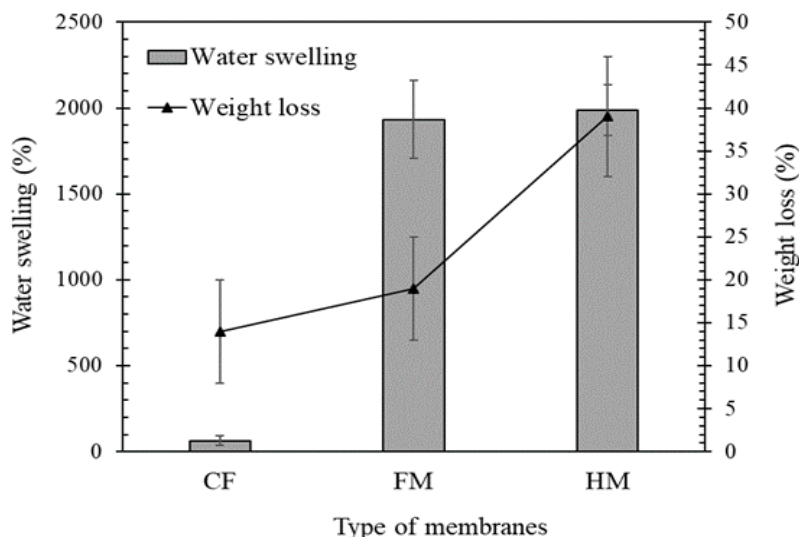 Water swelling
Weight loss
Water swelling (%)
2500
2000
1500
1000
500
0
Weight loss (%)
50
45
40
35
30
25
20
15
10
5
0
CF FM HM
Type of membranes